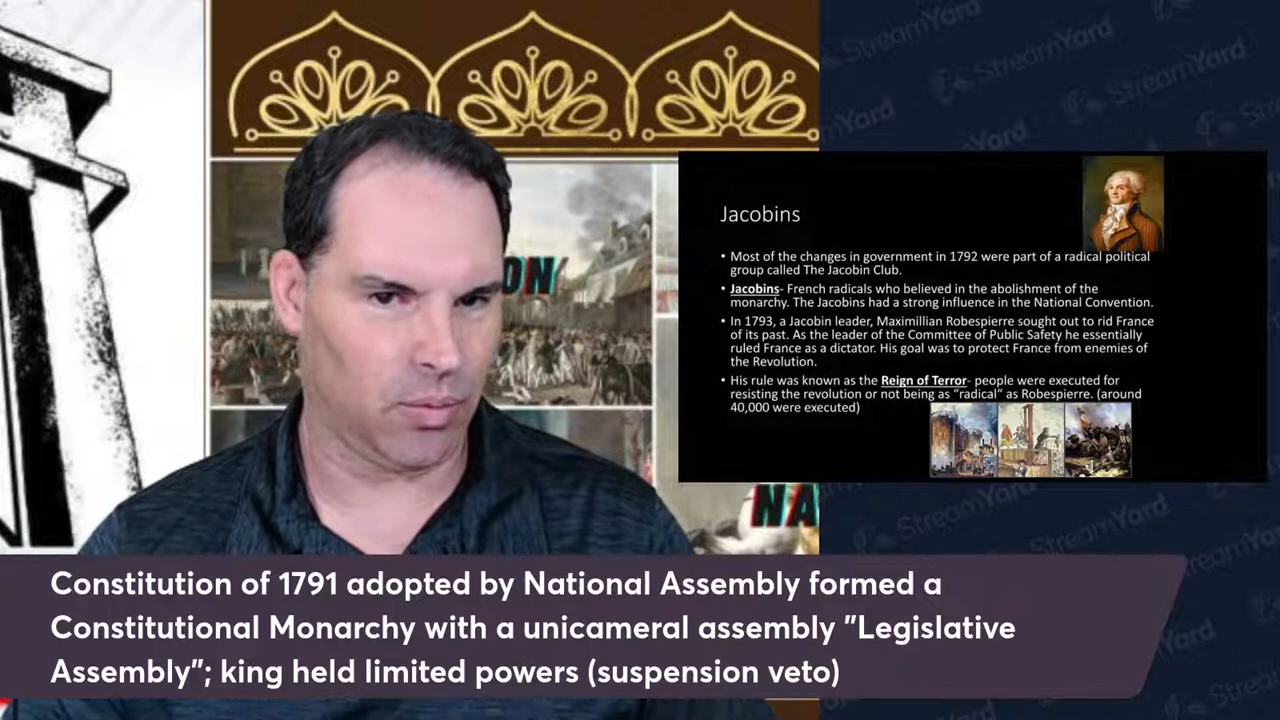 ON
Jacobins
• Most of the changes in government in 1792 were part of a radical political
group called The Jacobin Club.
• Jacobins- French radicals who believed in the abolishment of the
monarchy. The Jacobins had a strong influence in the National Convention.
• In 1793, a Jacobin leader, Maximillian Robespierre sought out to rid France
of its past. As the leader of the Committee of Public Safety he essentially
ruled France as a dictator. His goal was to protect France from enemies of
the Revolution.
• His rule was known as the Reign of Terror- people were executed for
resisting the revolution or not being as “radical” as Robespierre. (around
40,000 were executed)
NA
Constitution of 1791 adopted by National Assembly formed a
Constitutional Monarchy with a unicameral assembly "Legislative
Assembly"; king held limited powers (suspension veto)
StreamYard
StreamYard
StreamYard
StreamYard